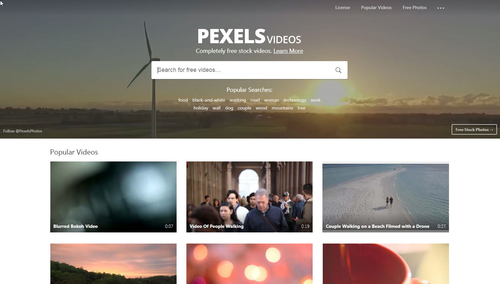 License Popular Videos Free Photos
PEXELS VIDEOS
Completely free stock videos. Learn More
Search for free videos...
Popular Searches:
food black-and-white walking road woman technology work
holiday wall dog couple wood mountains tree
Follow @PexelsPhotos
Free Stock Photos →
Popular Videos
Blurred Bokeh Video 0:07
Video Of People Walking 0:19
Couple Walking on a Beach Filmed with a Drone 0:21